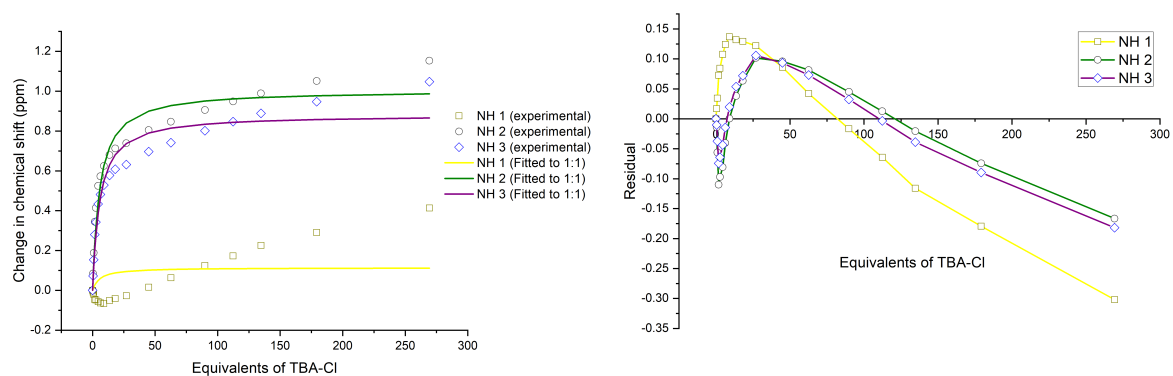 Change in chemical shift (ppm)
1.2
1.0
0.8
0.6
0.4
0.2
0.0
-0.2
0
50
100
150
200
250
300
Equivalents of TBA-Cl
NH 1 (experimental)
NH 2 (experimental)
NH 3 (experimental)
NH 1 (Fitted to 1:1)
NH 2 (Fitted to 1:1)
NH 3 (Fitted to 1:1)
Residual
0.15
0.10
0.05
0.00
-0.05
-0.10
-0.15
-0.20
-0.25
-0.30
-0.35
0
50
100
150
200
250
300
Equivalents of TBA-Cl
NH 1
NH 2
NH 3